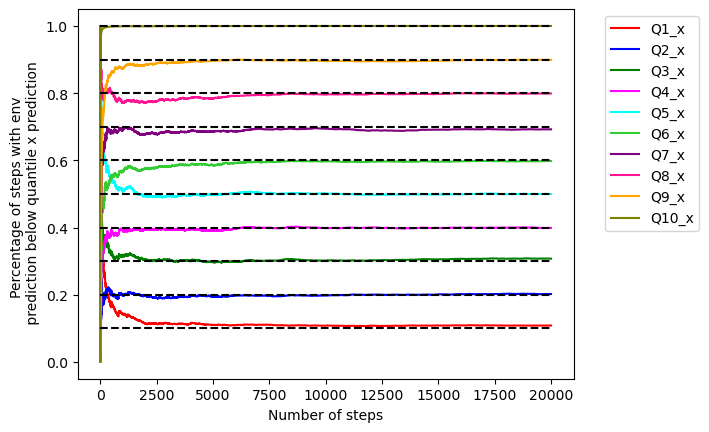 Percentage of steps with env
prediction below quantile x prediction
1.0
0.8
0.6
0.4
0.2
0.0
0
2500
5000
7500
10000
12500
15000
17500
20000
Number of steps
Q1_x
Q2_x
Q3_x
Q4_x
Q5_x
Q6_x
Q7_x
Q8_x
Q9_x
Q10_x